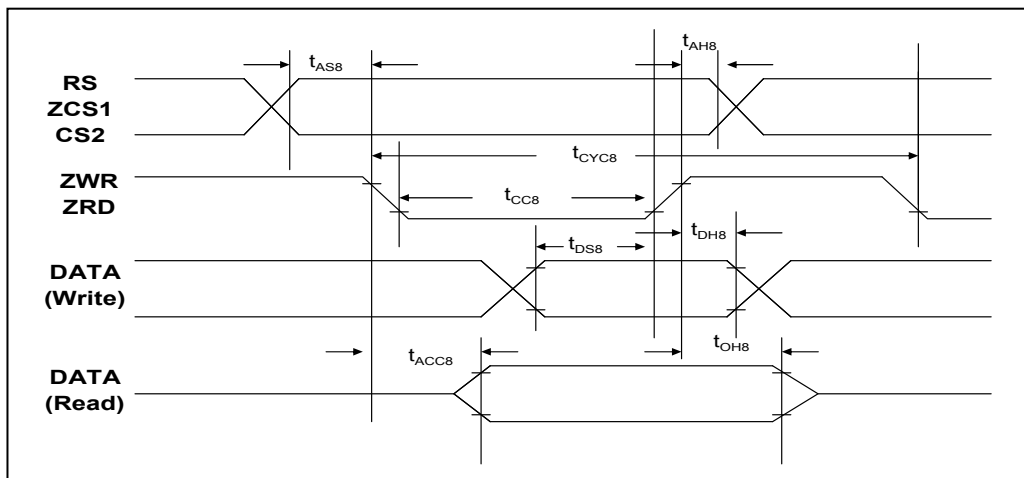 RS
ZCS1
CS2
ZWR
ZRD
DATA
(Write)
DATA
(Read)
tAS8
tAH8
tCYC8
tCC8
tDS8
tDH8
tACC8
tOH8